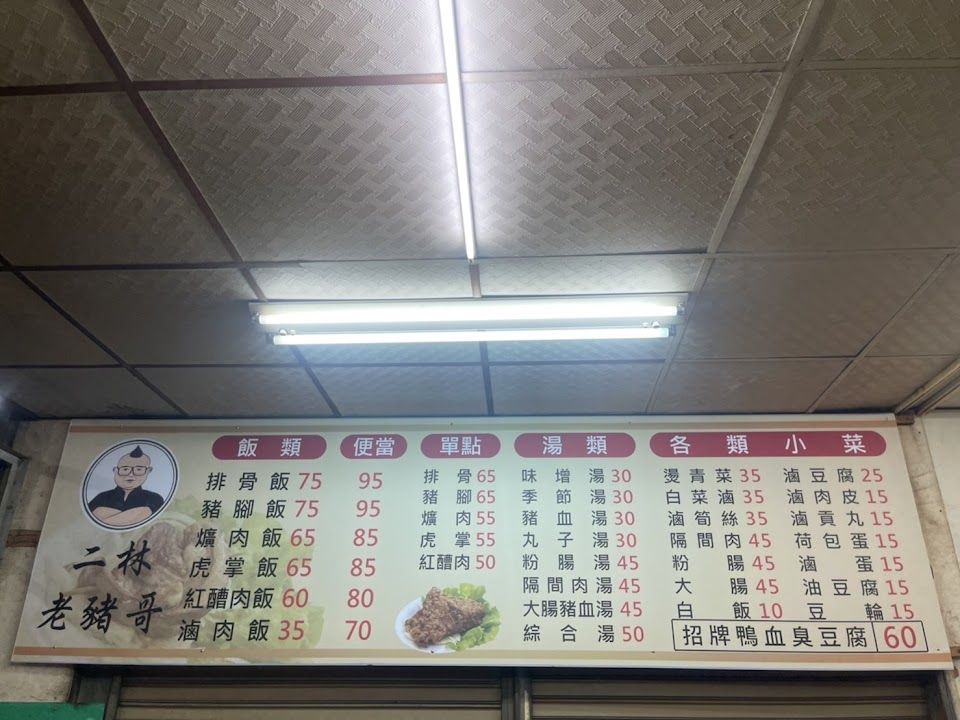 二林
老豬哥
飯類 便當
排骨飯 75 95
豬腳飯 75 95
爌肉飯 65 85
虎掌飯 65 85
紅醩肉飯 60 80
滷肉飯 35 70
單點
排骨 65
豬腳 65
爌肉 55
虎掌 55
紅醩肉 50
湯類
味增湯 30
季節湯 30
豬血湯 30
丸子湯 30
粉腸湯 45
隔間肉湯 45
大腸豬血湯 45
綜合湯 50
各類小菜
燙青菜 35 滷豆腐 25
白菜滷 35 滷肉皮 15
滷筍絲 35 滷貢丸 15
隔間肉 45 荷包蛋 15
粉腸 45 滷蛋 15
大腸 45 油豆腐 15
白飯 10 豆輪 15
招牌鴨血臭豆腐 60